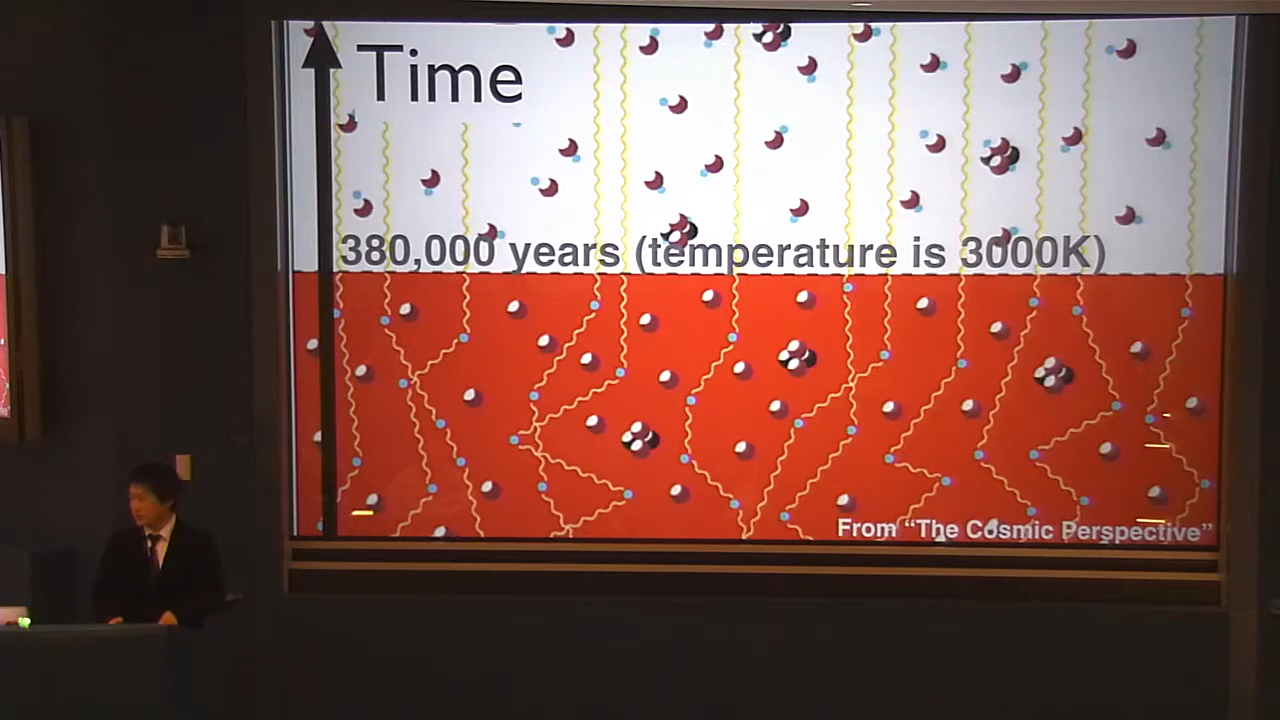 Time
380,000 years (temperature is 3000K)
From “The Cosmic Perspective”